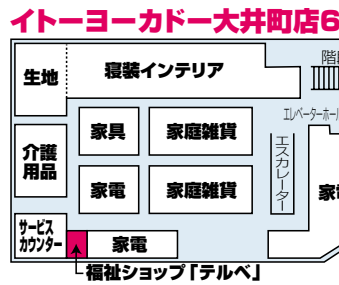 イトーヨーカドー大井町店6
生地
寝装インテリア
階段
エレベーターホー
介護
用品
家具
家庭雑貨
エスカレーター
家電
家庭雑貨
家
サービス
カウンター
家電
福祉ショップ「テルベ」